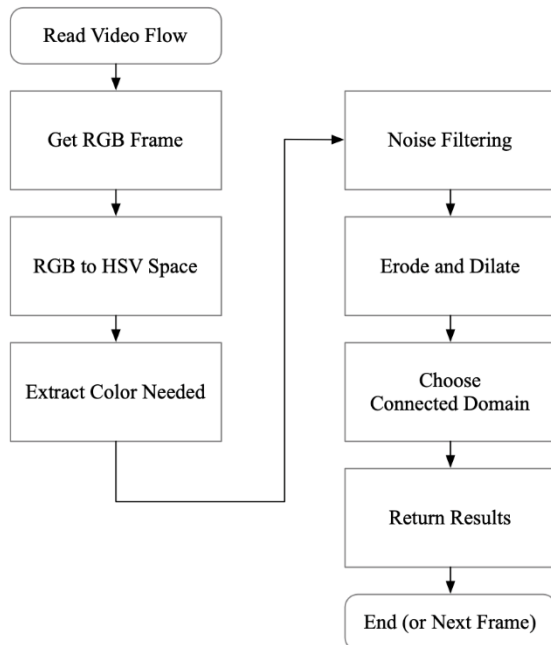 Read Video Flow
Get RGB Frame
RGB to HSV Space
Extract Color Needed
Noise Filtering
Erode and Dilate
Choose
Connected Domain
Return Results
End (or Next Frame)